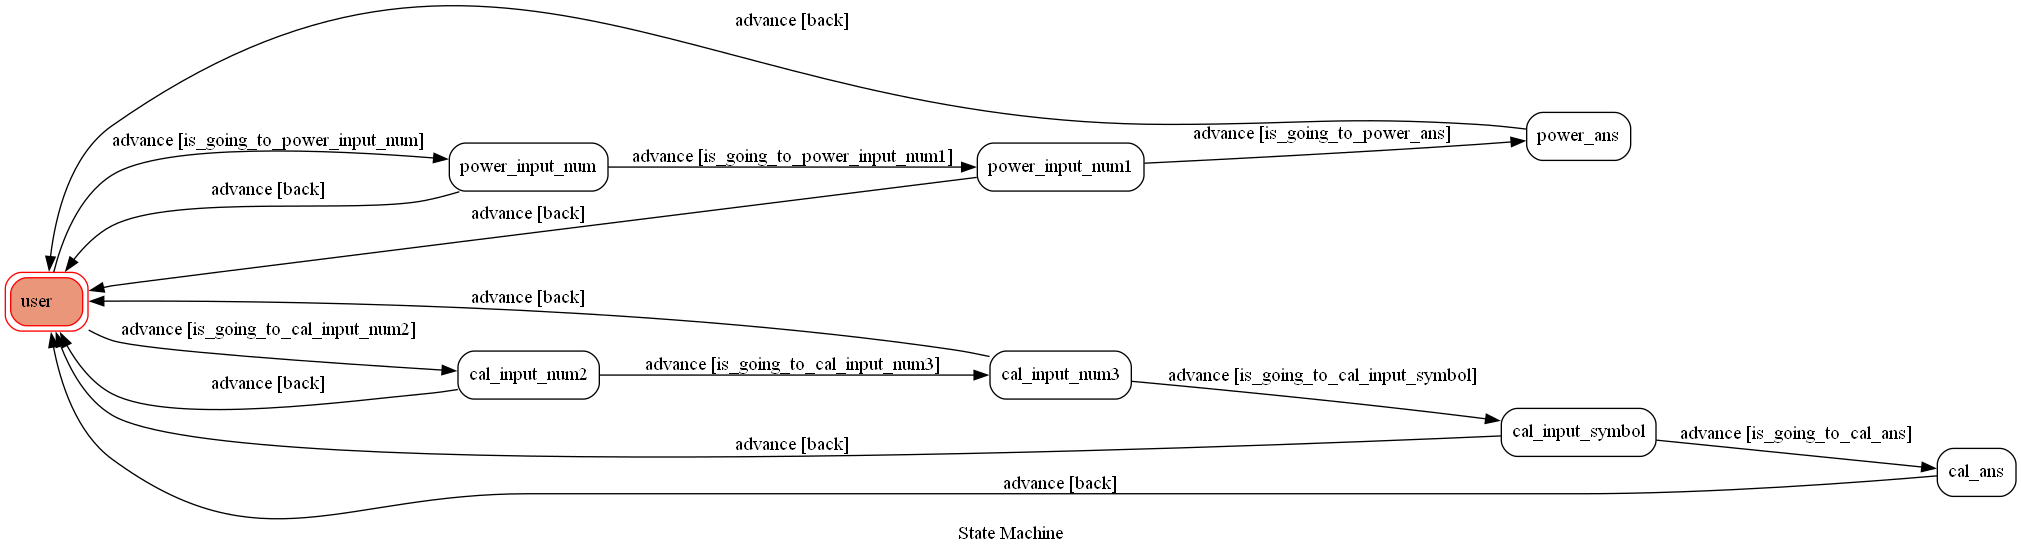 advance [back]
advance [is_going_to_power_input_num]
advance [is_going_to_power_input_num1]
advance [is_going_to_power_ans]
power_ans
power_input_num
power_input_num1
advance [back]
advance [back]
user
advance [back]
advance [is_going_to_cal_input_num2]
advance [is_going_to_cal_input_num3]
advance [is_going_to_cal_input_symbol]
cal_input_num2
cal_input_num3
advance [back]
cal_input_symbol
advance [is_going_to_cal_ans]
advance [back]
cal_ans
advance [back]
State Machine